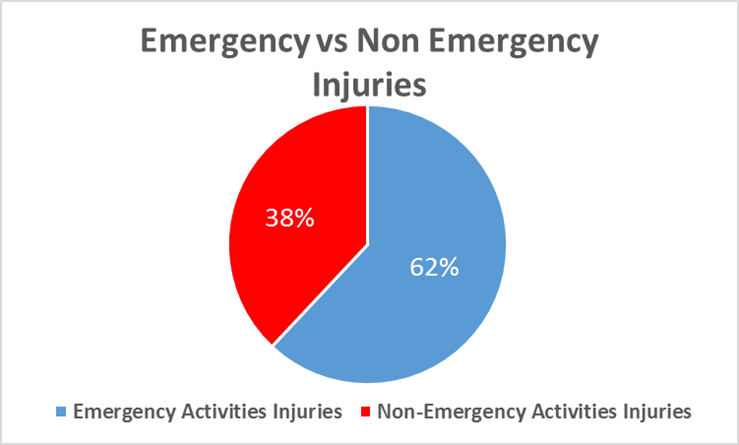 Emergency vs Non Emergency
Injuries
38%
62%
Emergency Activities Injuries
Non-Emergency Activities Injuries